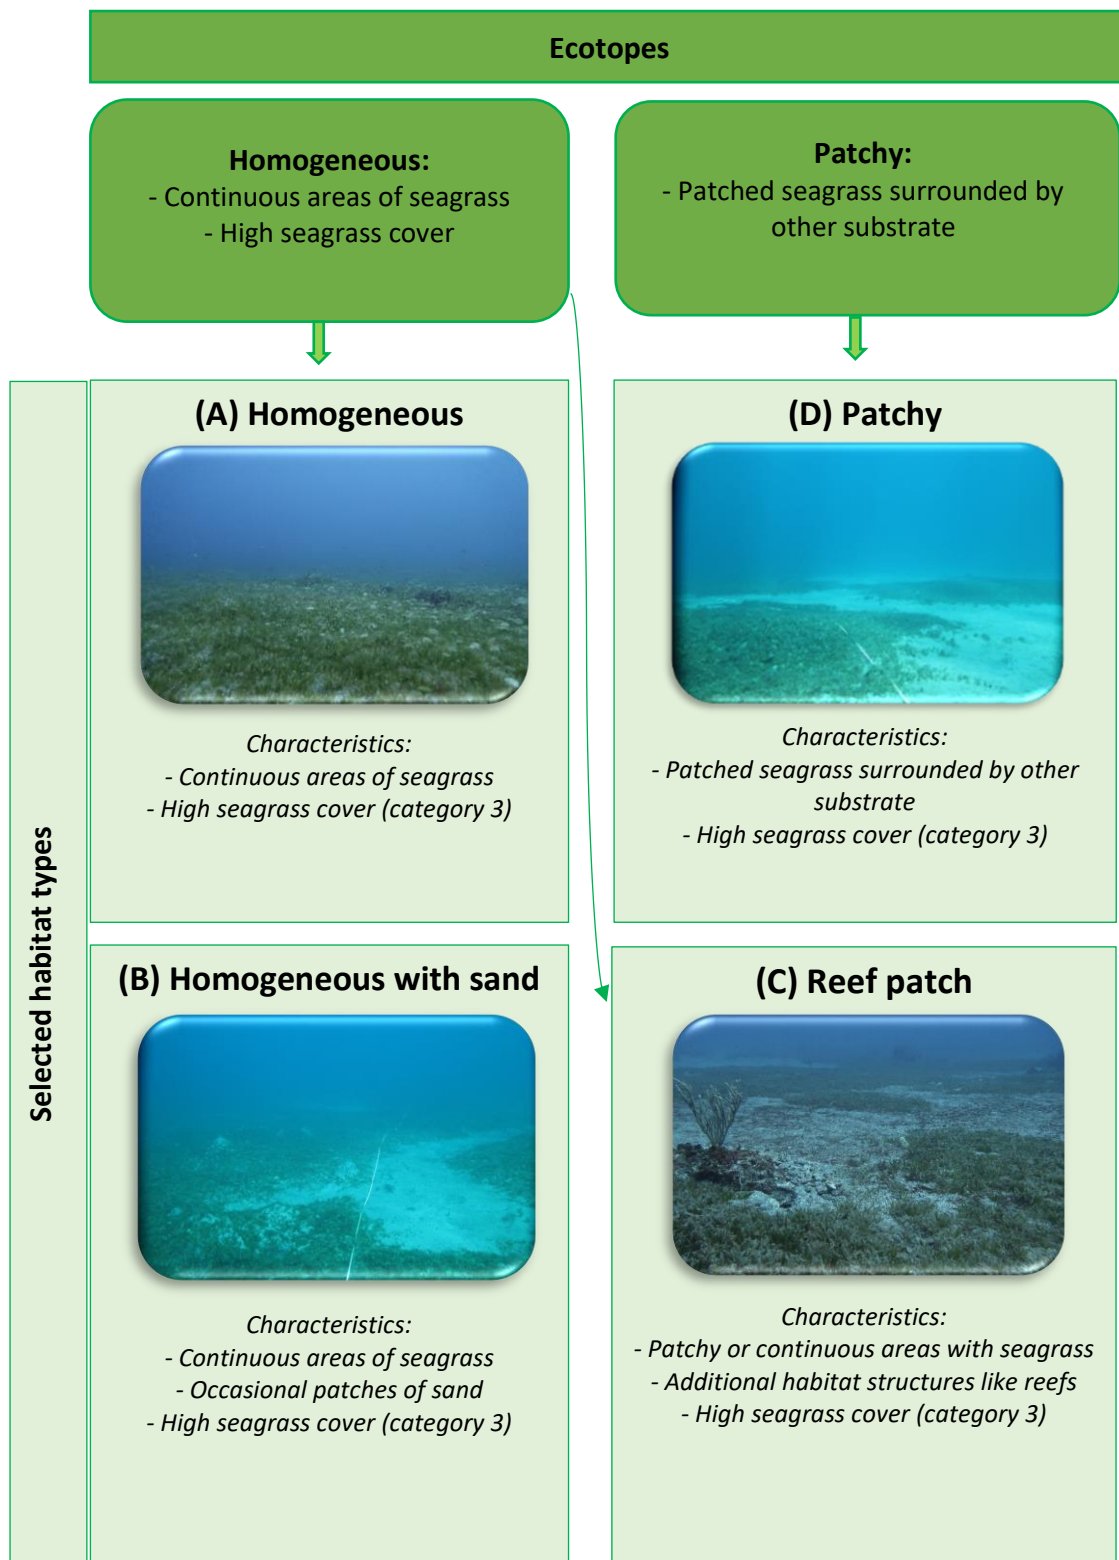 Ecotopes
Homogeneous:
- Continuous areas of seagrass
- High seagrass cover
Patchy:
- Patched seagrass surrounded by
other substrate
Selected habitat types
(A) Homogeneous
Characteristics:
- Continuous areas of seagrass
- High seagrass cover (category 3)
(D) Patchy
Characteristics:
- Patched seagrass surrounded by other
substrate
- High seagrass cover (category 3)
(B) Homogeneous with sand
Characteristics:
- Continuous areas of seagrass
- Occasional patches of sand
- High seagrass cover (category 3)
(C) Reef patch
Characteristics:
- Patchy or continuous areas with seagrass
- Additional habitat structures like reefs
- High seagrass cover (category 3)